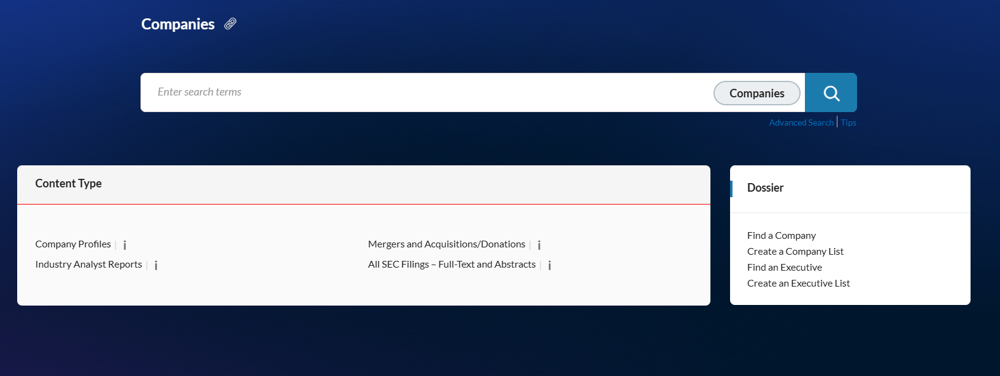 Companies
Enter search terms
Companies
Advanced Search | Tips
Content Type
Company Profiles
Industry Analyst Reports
Mergers and Acquisitions/Donations
All SEC Filings – Full-Text and Abstracts
Dossier
Find a Company
Create a Company List
Find an Executive
Create an Executive List